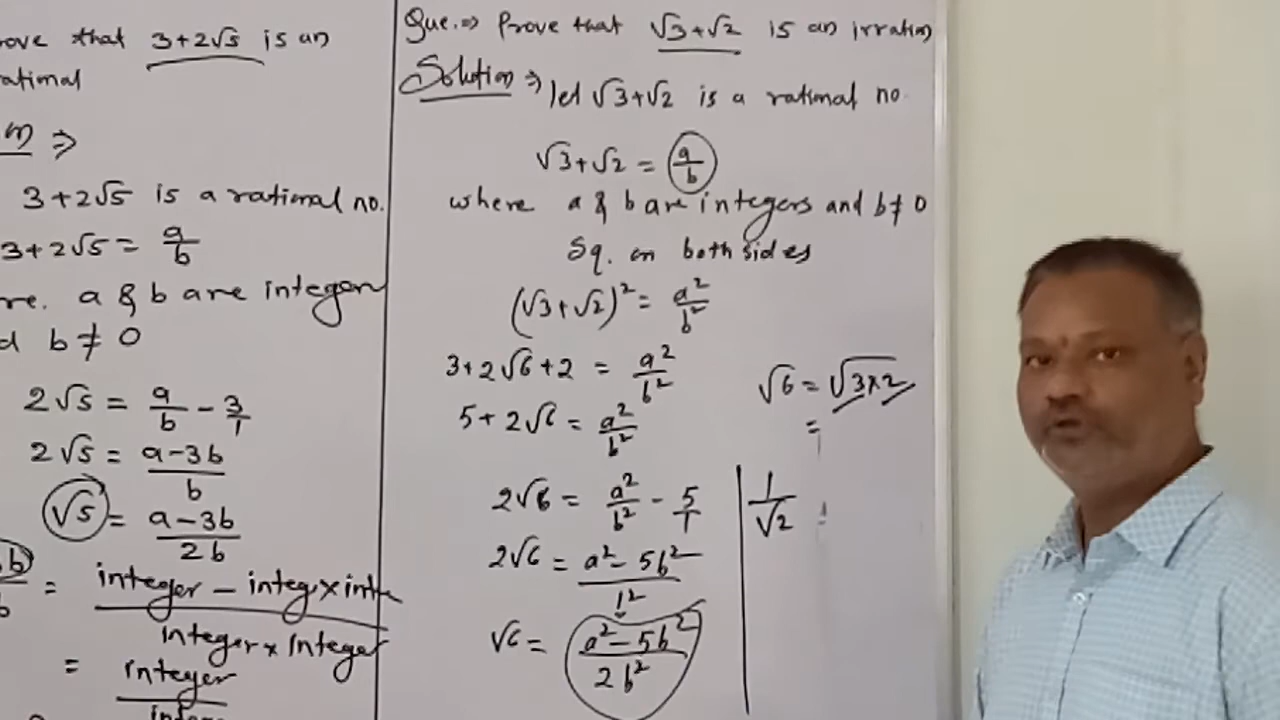 ove that 3+2√5 is an
ational
m) ⇒
3+2√5 is a rational no.
3+2√5 = a/b
re. a & b are integer
d b ≠ 0
2√5 = a/b - 3/1
2√5 = (a-3b)/b
√5 = (a-3b)/2b
= (integer - integ×int)/(integer × integer)
= integer
Que. ⇒ Prove that √3+√2 is an irration
Solution ⇒ let √3+√2 is a rational no.
√3+√2 = a/b
where a & b are integers and b ≠ 0
Sq. on both sides
(√3+√2)² = a²/b²
3+2√6+2 = a²/b²
5+2√6 = a²/b²
2√6 = a²/b² - 5/1
2√6 = (a²-5b²)/1²
√6 = (a²-5b²)/2b²
√6 = √3×2
=
1/√2